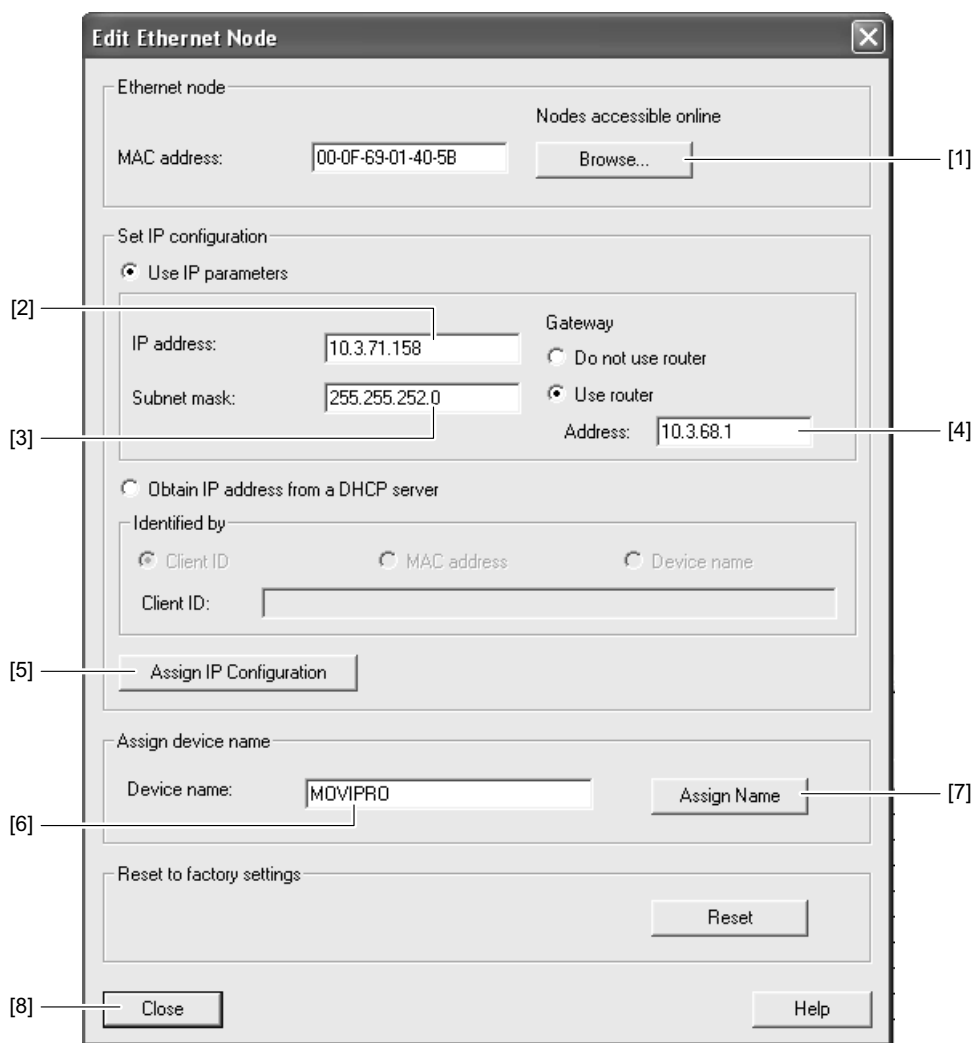 Edit Ethernet Node
Ethernet node
Nodes accessible online
MAC address: 00-0F-69-01-40-5B Browse... [1]
Set IP configuration
Use IP parameters
[2]
Gateway
IP address: 10.3.71.158
Do not use router
Subnet mask: 255.255.252.0 Use router
[3] Address: 10.3.68.1 [4]
Obtain IP address from a DHCP server
Identified by
Client ID MAC address Device name
Client ID:
[5] Assign IP Configuration
Assign device name
Device name: MOVIPRO Assign Name [7]
[6]
Reset to factory settings
Reset
[8] Close Help